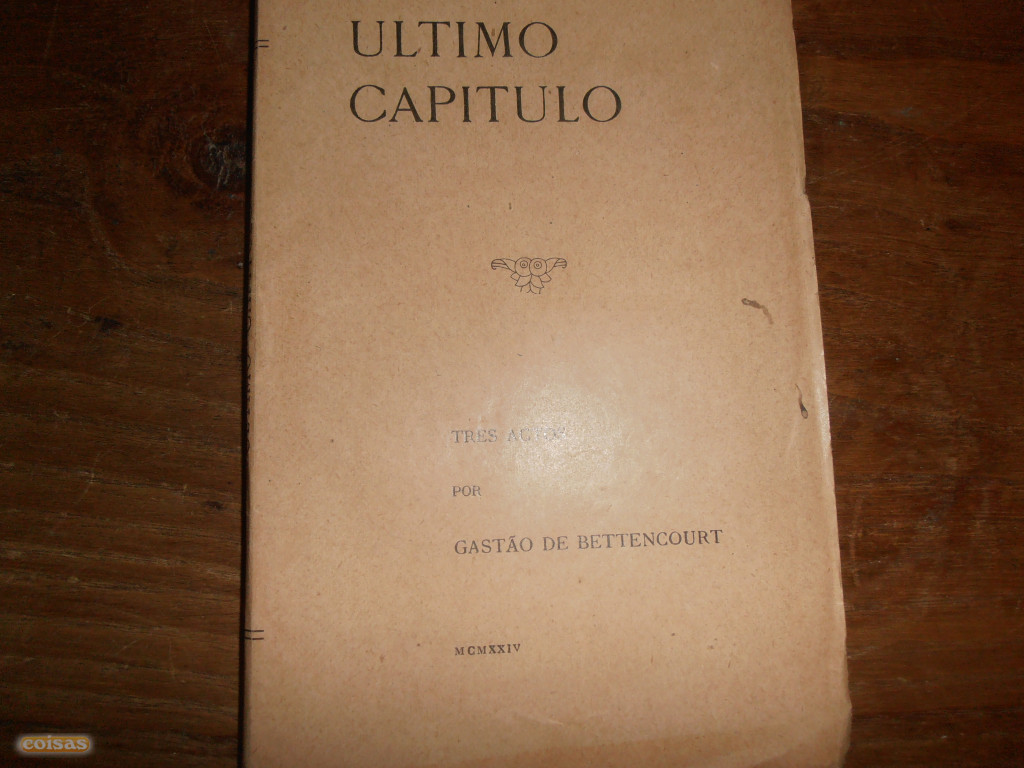 ULTIMO
CAPITULO
TRES
POR
GASTÃO DE BETTENCOURT
MCMXXIV
coisas